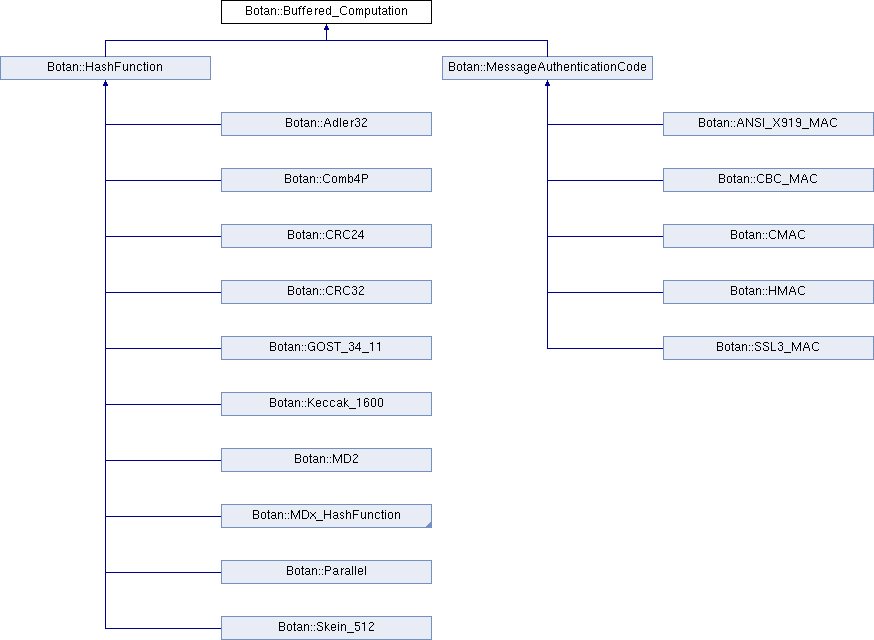 Botan::Buffered_Computation
Botan::HashFunction
Botan::MessageAuthenticationCode
Botan::Adler32
Botan::ANSI_X919_MAC
Botan::Comb4P
Botan::CBC_MAC
Botan::CRC24
Botan::CMAC
Botan::CRC32
Botan::HMAC
Botan::GOST_34_11
Botan::SSL3_MAC
Botan::Keccak_1600
Botan::MD2
Botan::MDx_HashFunction
Botan::Parallel
Botan::Skein_512